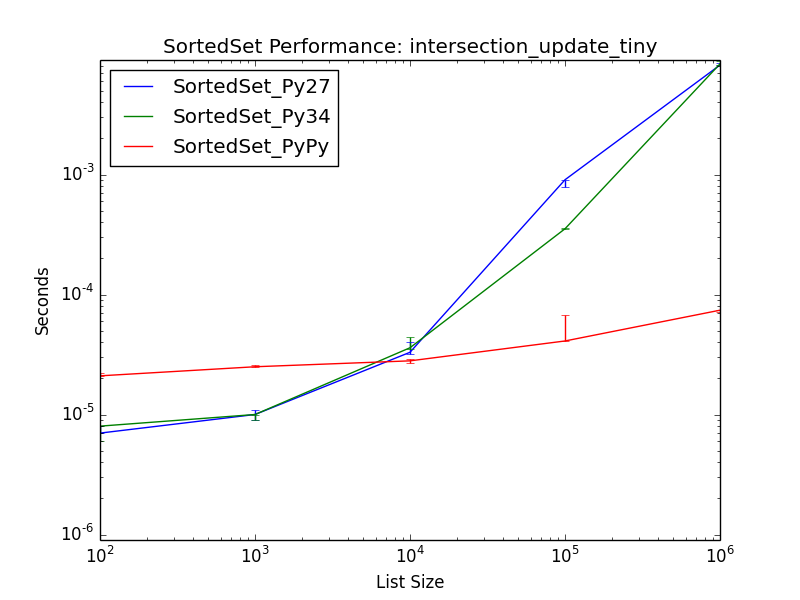 SortedSet Performance: intersection_update_tiny
SortedSet_Py27
SortedSet_Py34
SortedSet_PyPy
10^-3
10^-4
10^-5
10^-6
Seconds
10^2 10^3 10^4 10^5 10^6
List Size